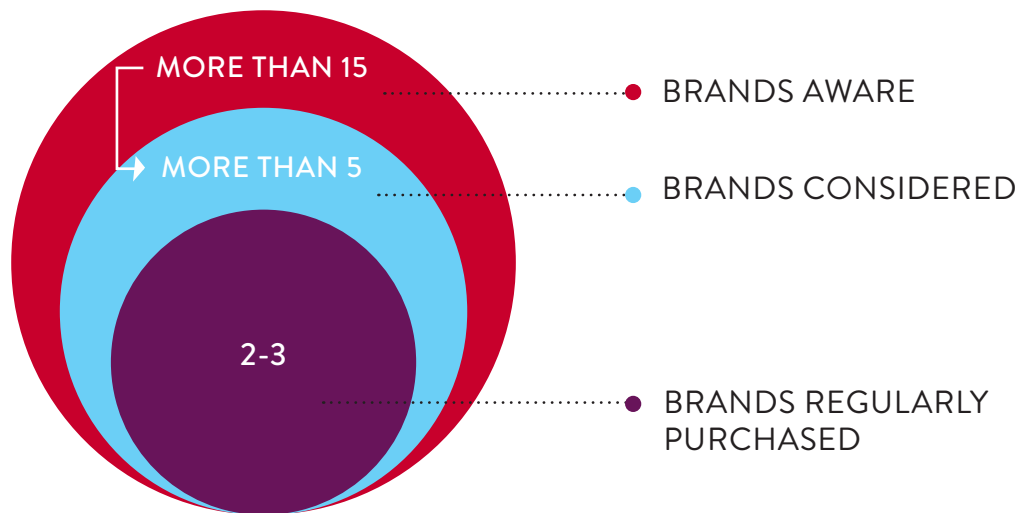 MORE THAN 15
BRANDS AWARE
MORE THAN 5
BRANDS CONSIDERED
2-3
BRANDS REGULARLY
PURCHASED